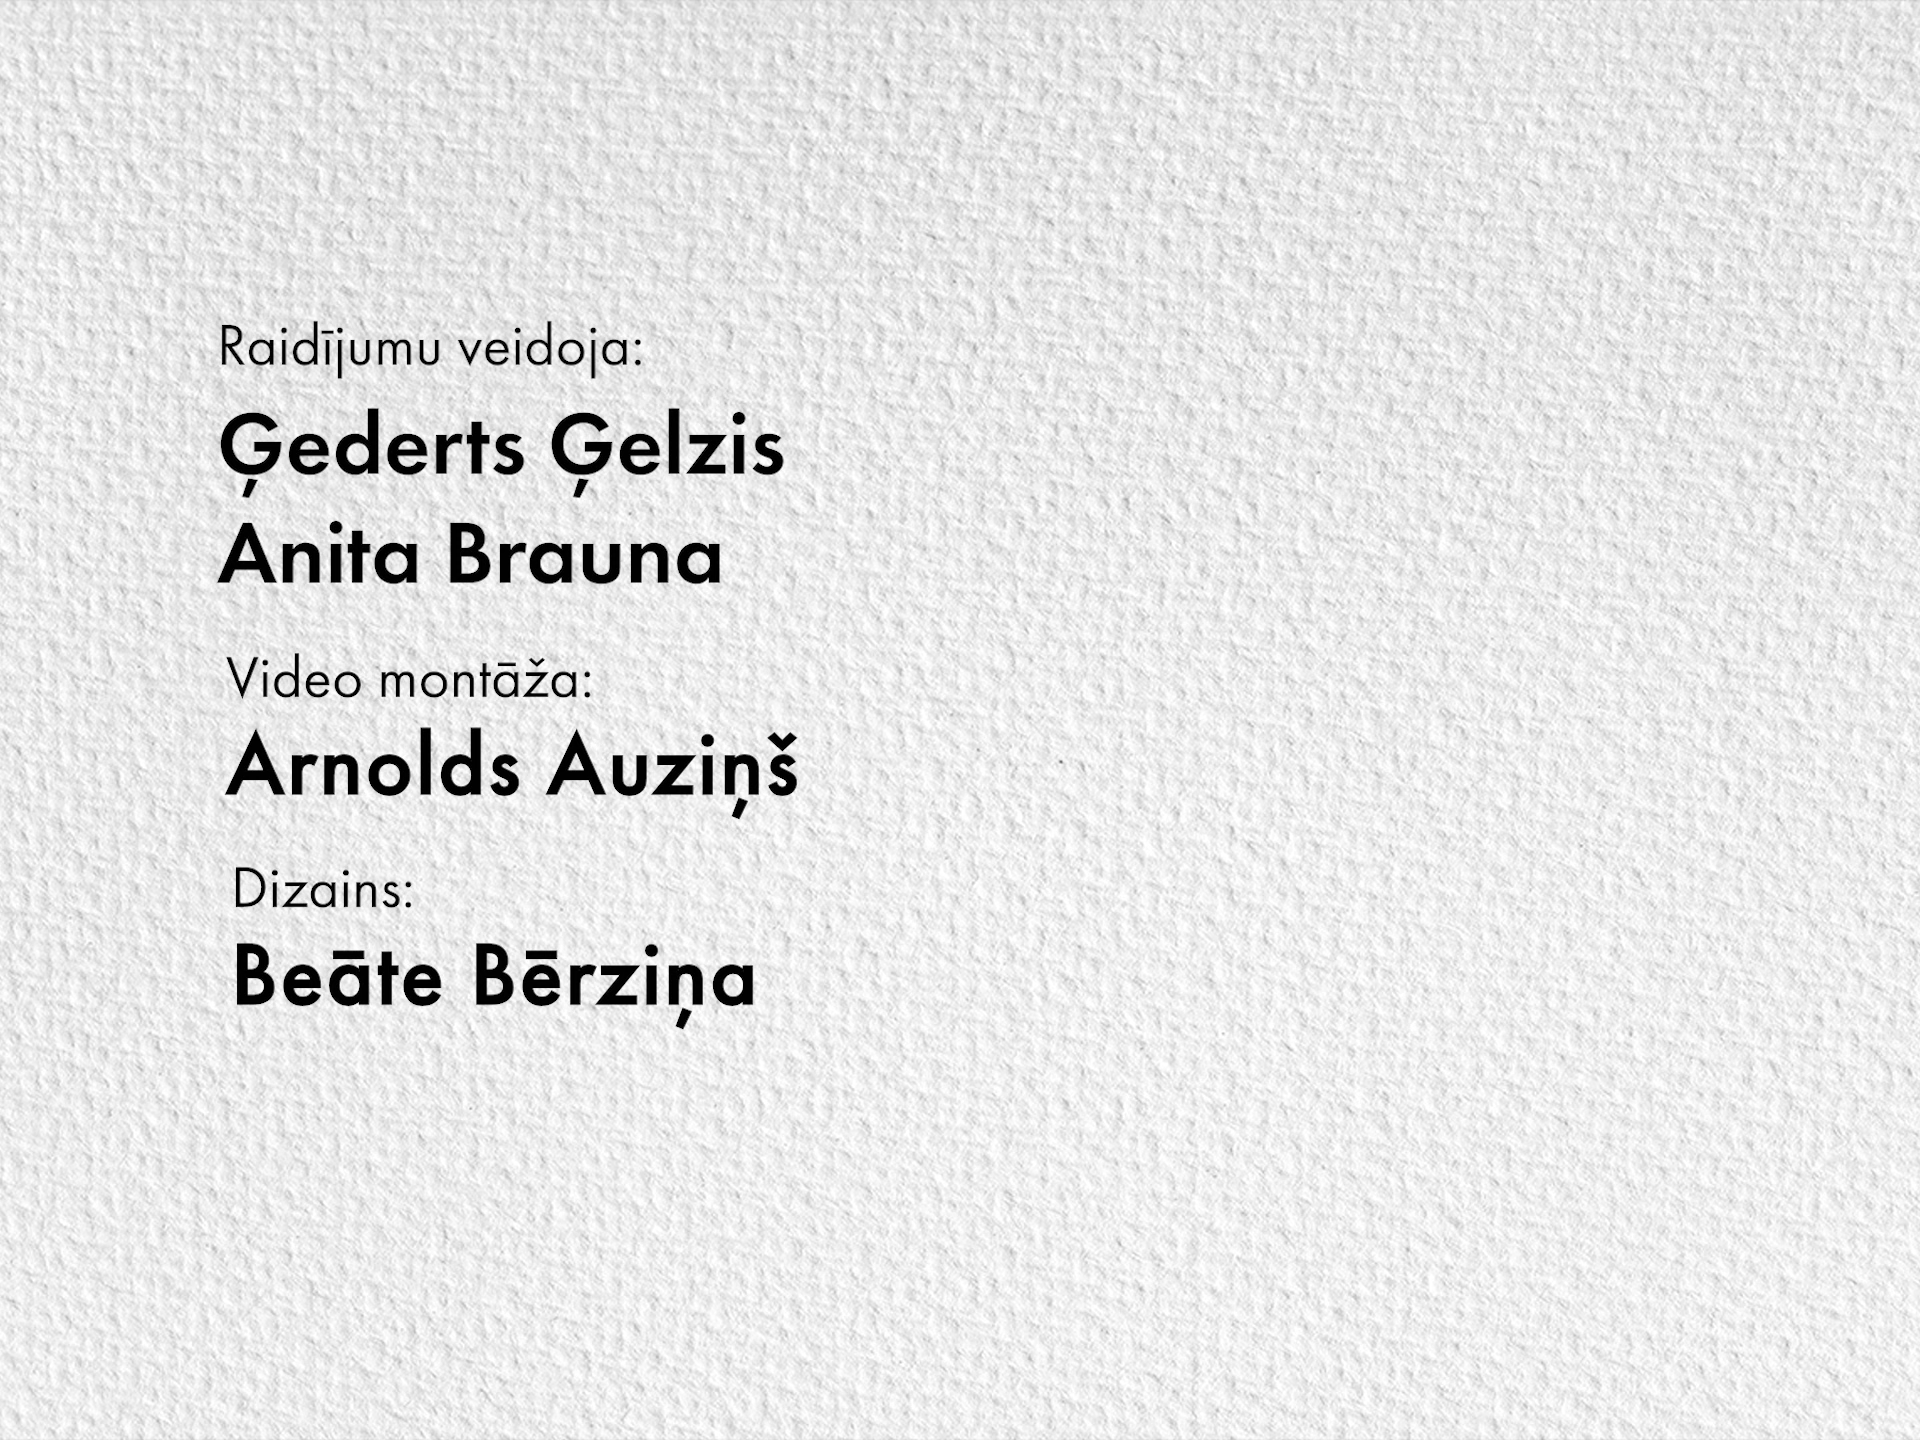 Raidījumu veidoja:
Ģederts Ģelzis
Anita Brauna
Video montāža:
Arnolds Auziņš
Dizains:
Beāte Bērziņa